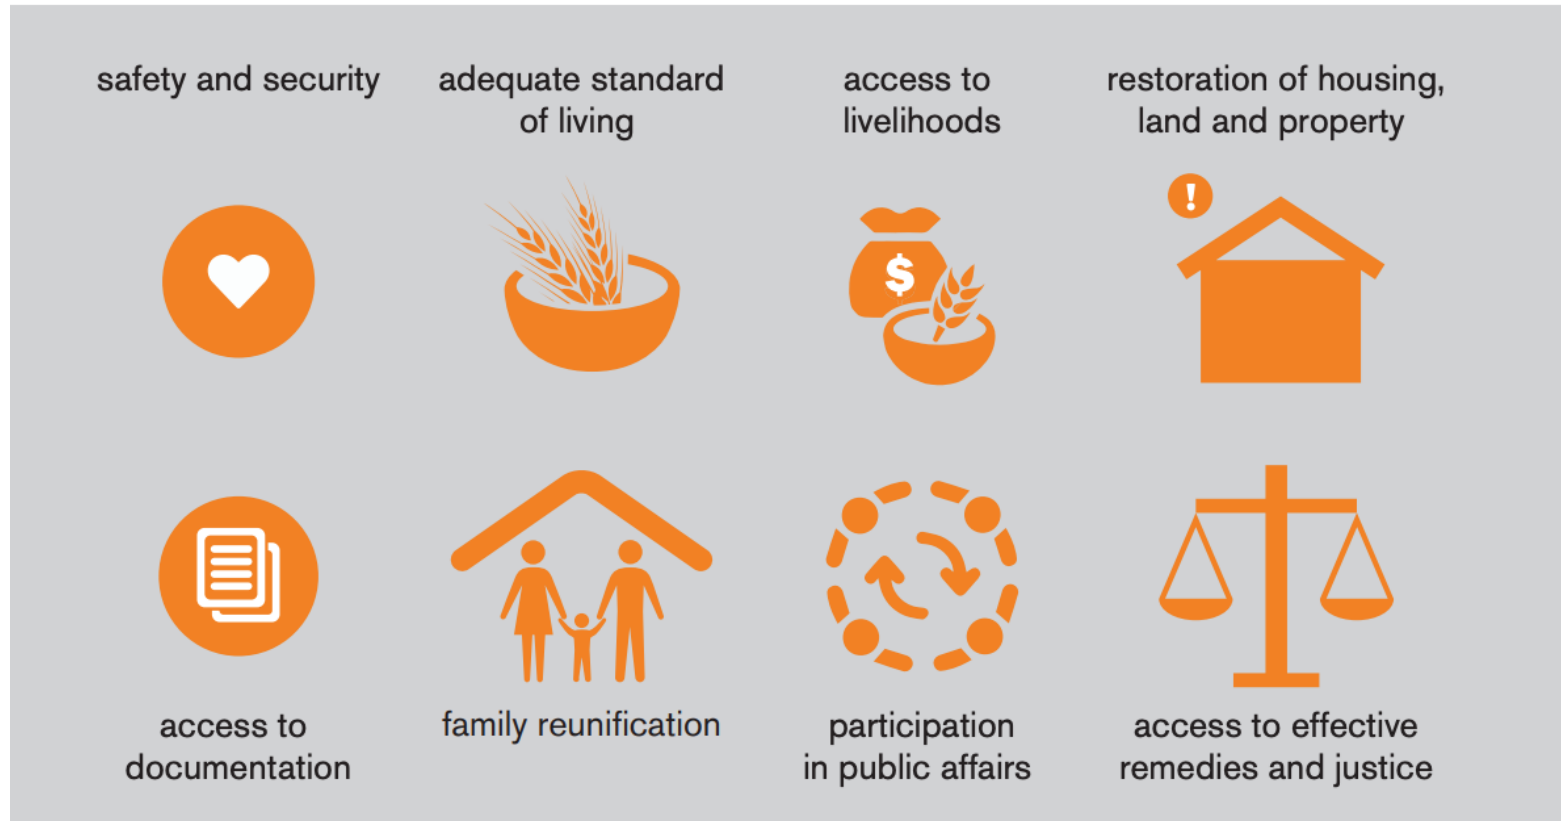 safety and security
adequate standard
of living
access to
livelihoods
restoration of housing,
land and property
!
$
access to
documentation
family reunification
participation
in public affairs
access to effective
remedies and justice